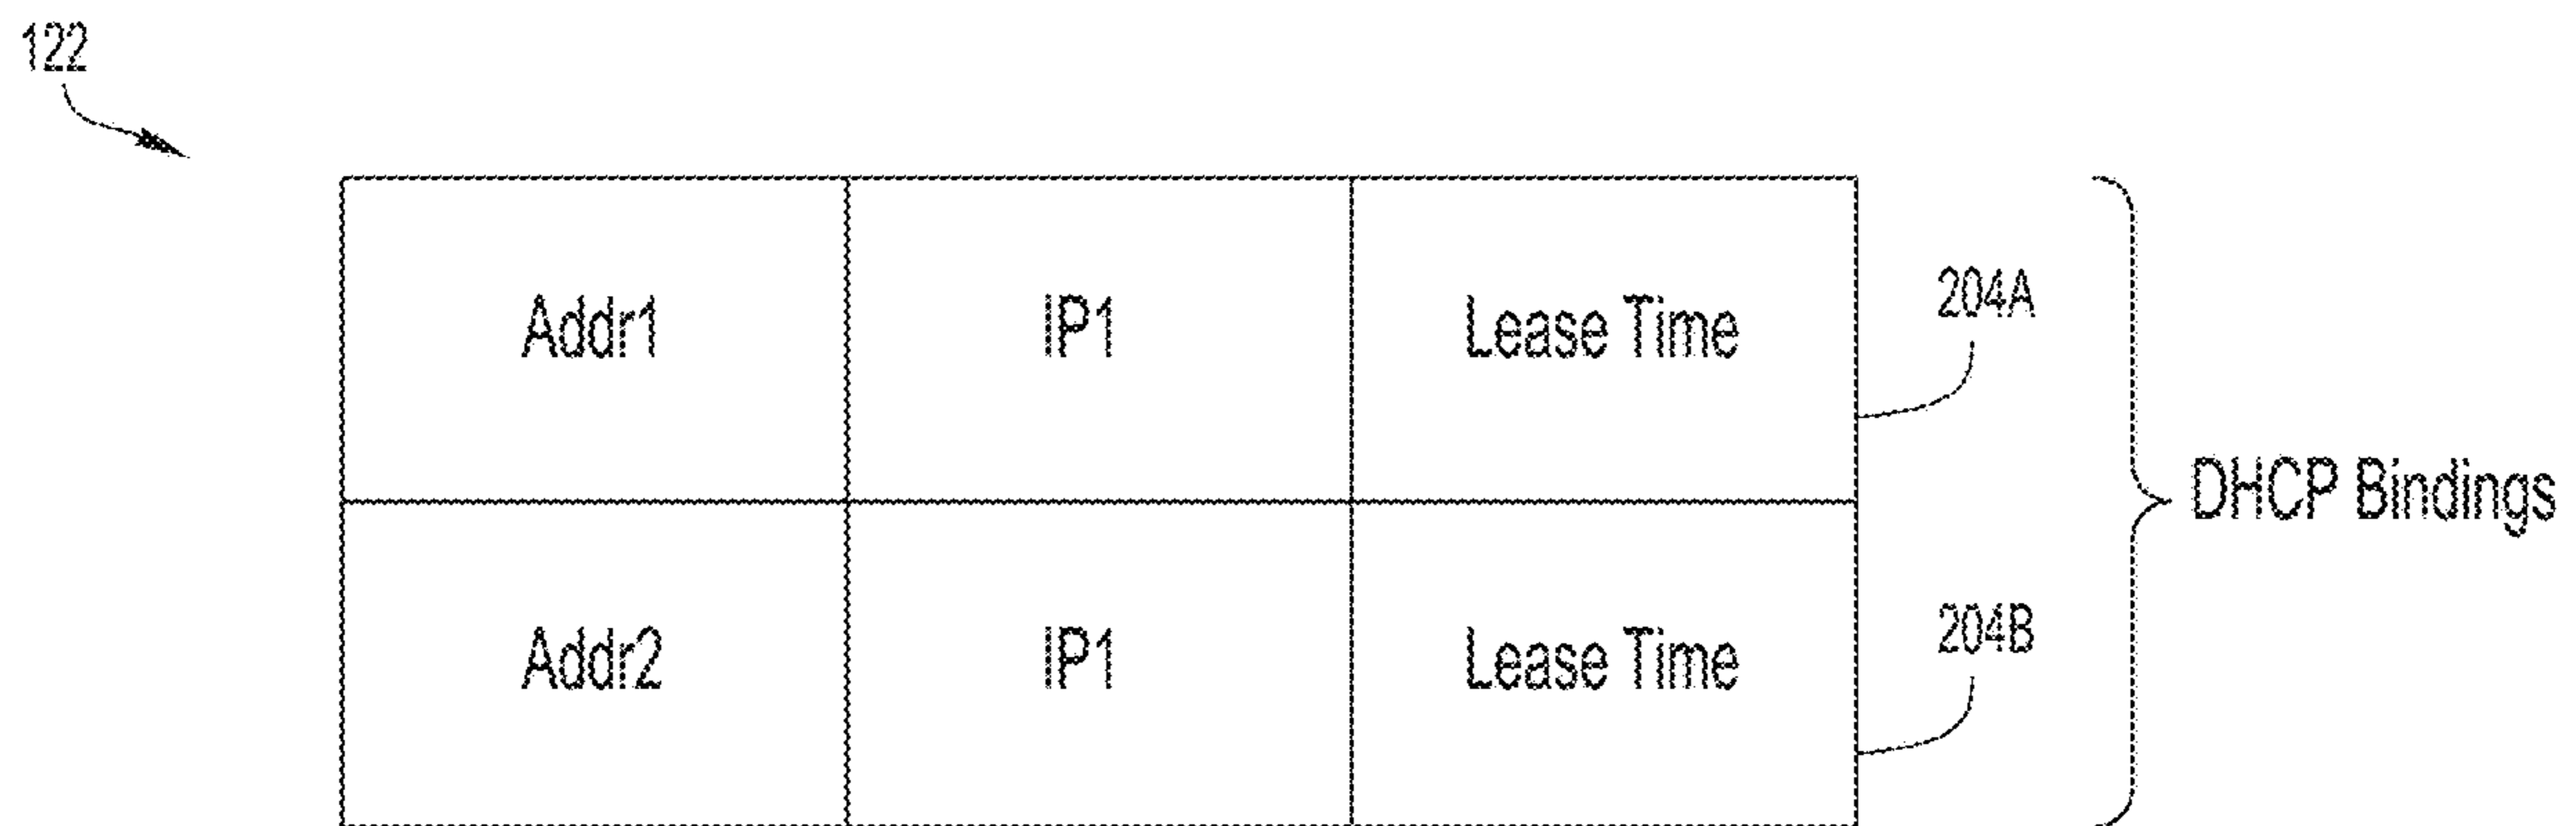 122
Addr1 IP1 Lease Time
204A
DHCP Bindings
Addr2 IP1 Lease Time
204B